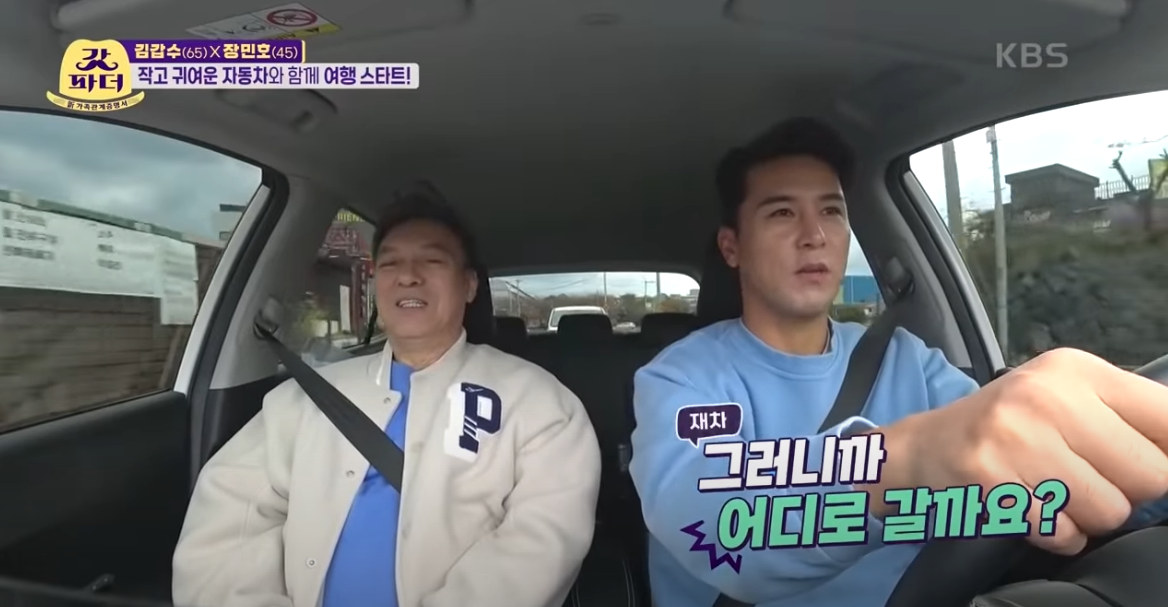 갓파더
新 가족관계증명서
김갑수(65) X 장민호(45)
작고 귀여운 자동차와 함께 여행 스타트!
KBS
P
재차
그러니까
어디로 갈까요?